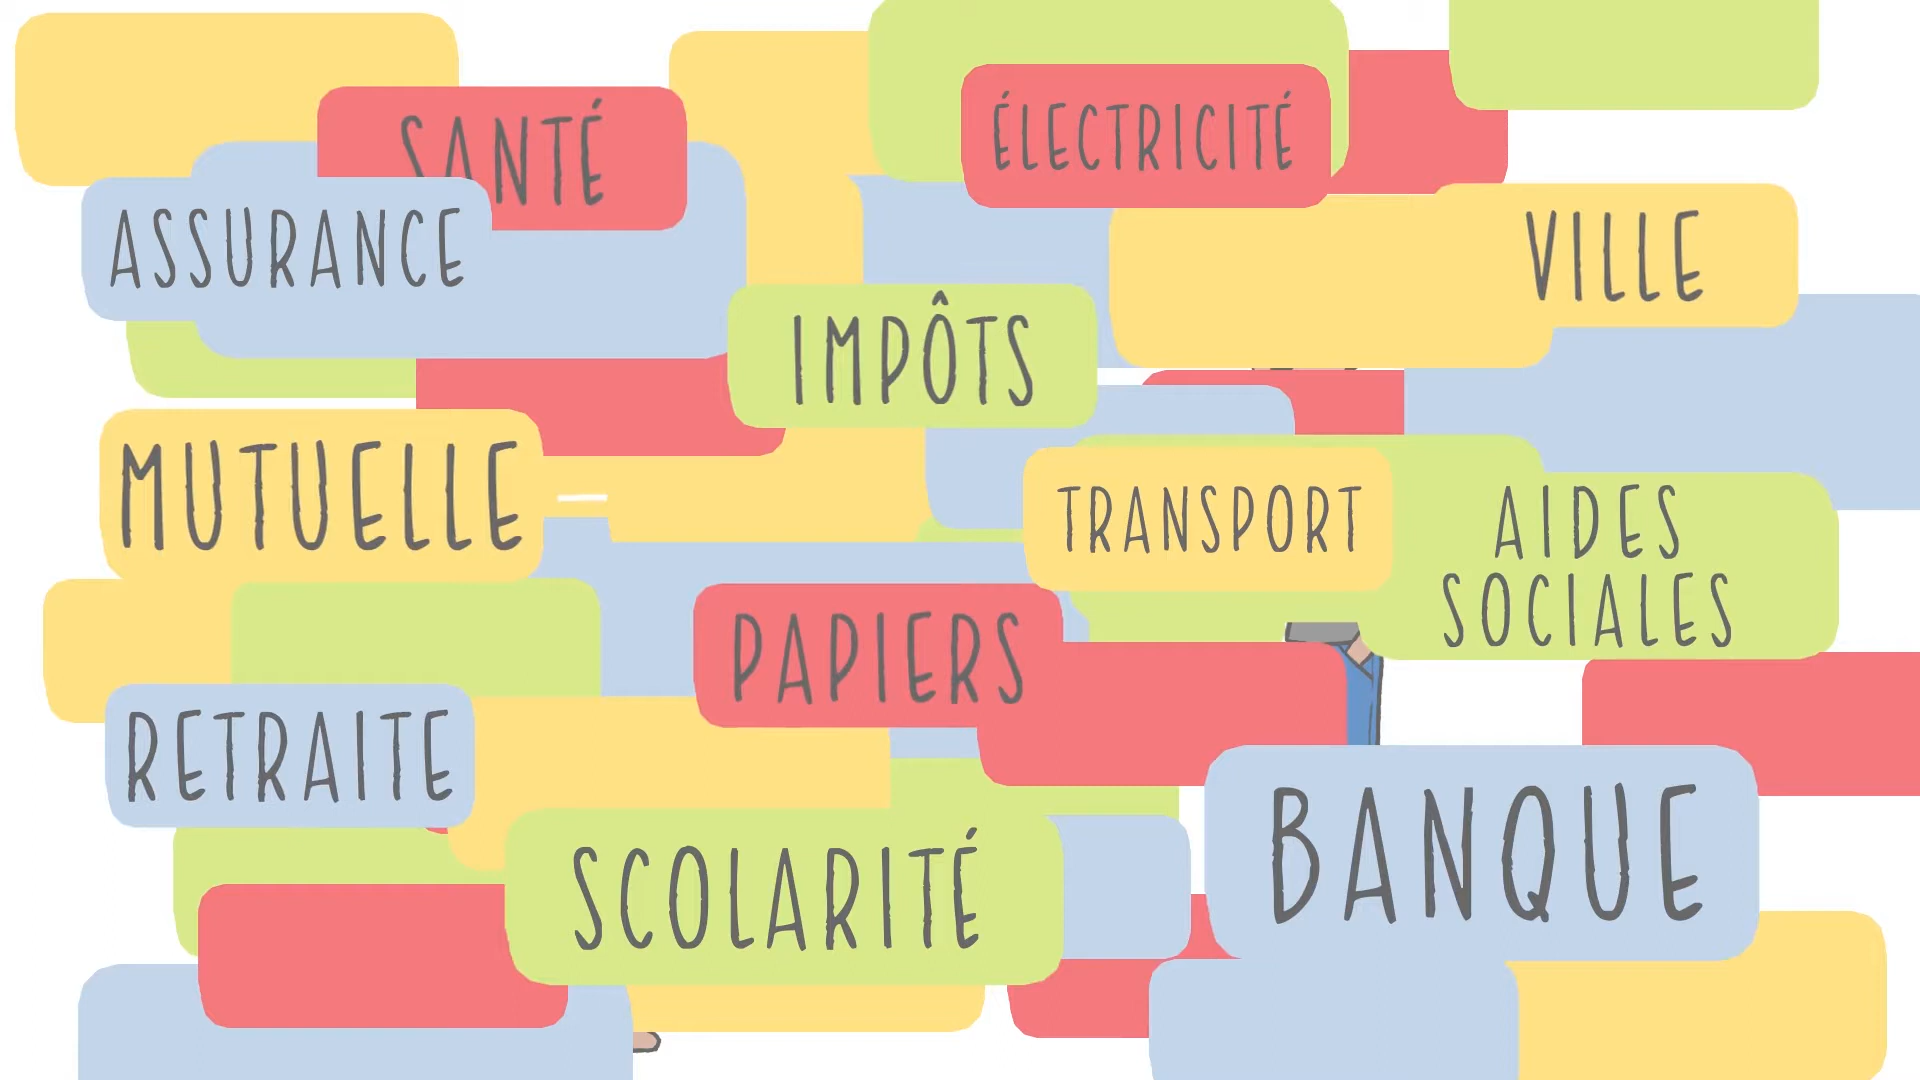 SANTÉ
ÉLECTRICITÉ
ASSURANCE
VILLE
IMPÔTS
MUTUELLE
TRANSPORT
AIDES
SOCIALES
PAPIERS
RETRAITE
SCOLARITÉ
BANQUE